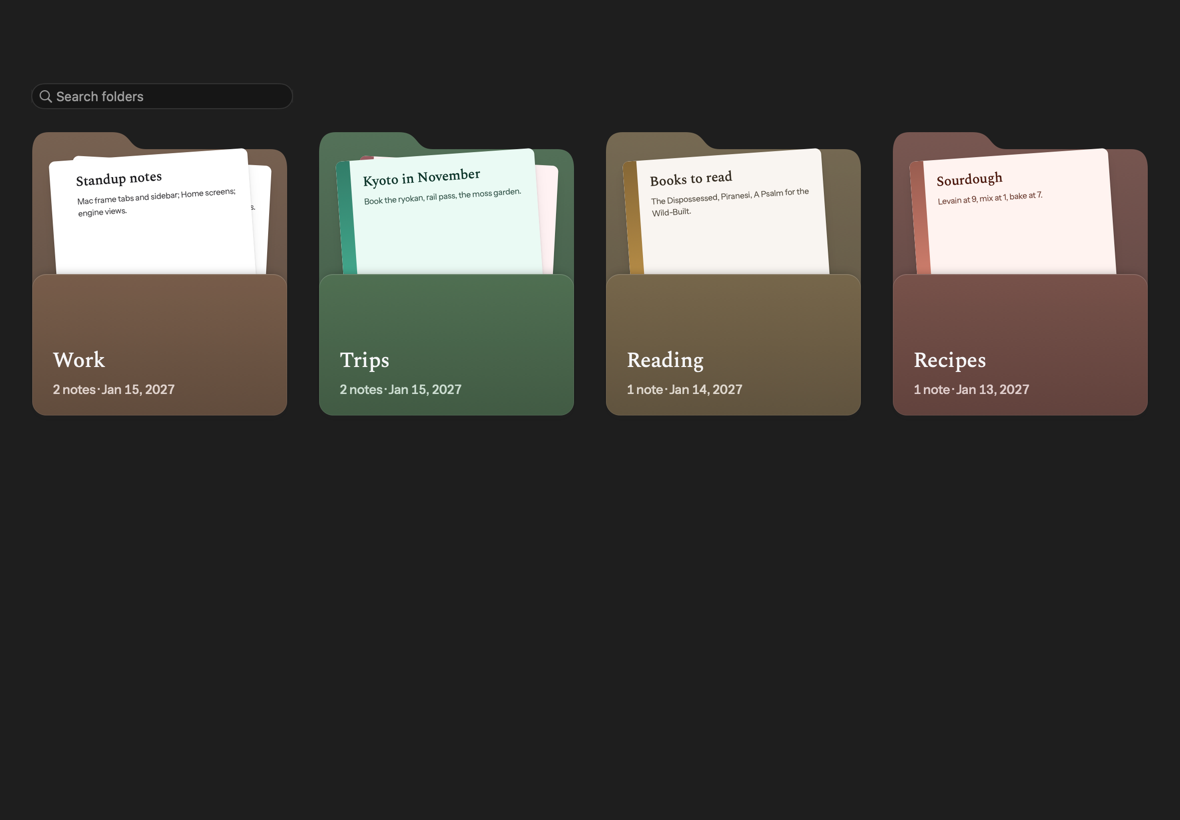 Search folders
Standup notes
Mac frame tabs and sidebar; Home screens;
engine views.
s.
Work
2 notes · Jan 15, 2027
Kyoto in November
Book the ryokan, rail pass, the moss garden.
Trips
2 notes · Jan 15, 2027
Books to read
The Dispossessed, Piranesi, A Psalm for the
Wild-Built.
Reading
1 note · Jan 14, 2027
Sourdough
Levain at 9, mix at 1, bake at 7.
Recipes
1 note · Jan 13, 2027